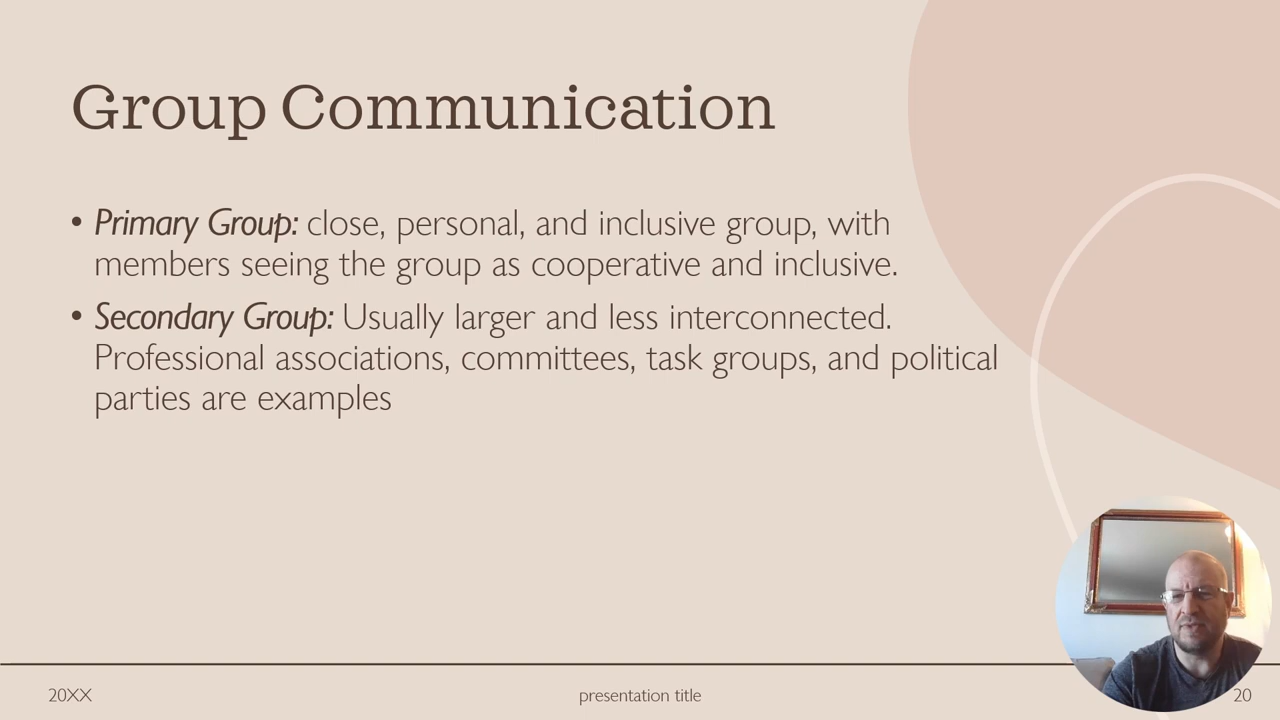 Group Communication
• Primary Group: close, personal, and inclusive group, with
members seeing the group as cooperative and inclusive.
• Secondary Group: Usually larger and less interconnected.
Professional associations, committees, task groups, and political
parties are examples
20XX
presentation title
20